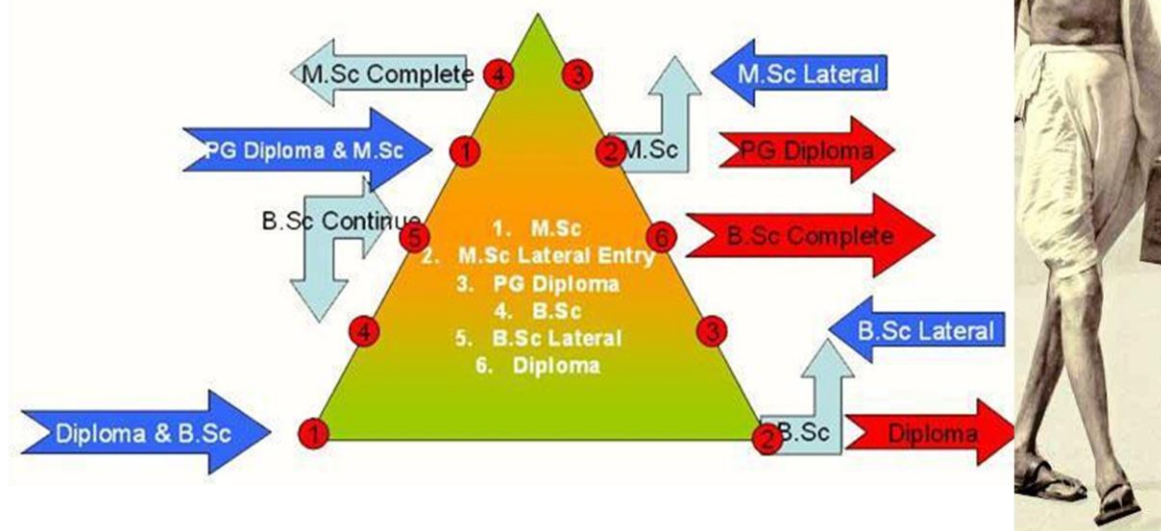 M.Sc Complete
4
3
M.Sc Lateral
PG Diploma & M.Sc
1
2
M.Sc
PG Diploma
B.Sc Continue
5
6
B.Sc Complete
1. M.Sc
2. M.Sc Lateral Entry
3. PG Diploma
4. B.Sc
5. B.Sc Lateral
6. Diploma
4
3
B.Sc Lateral
Diploma & B.Sc
1
2
B.Sc
Diploma